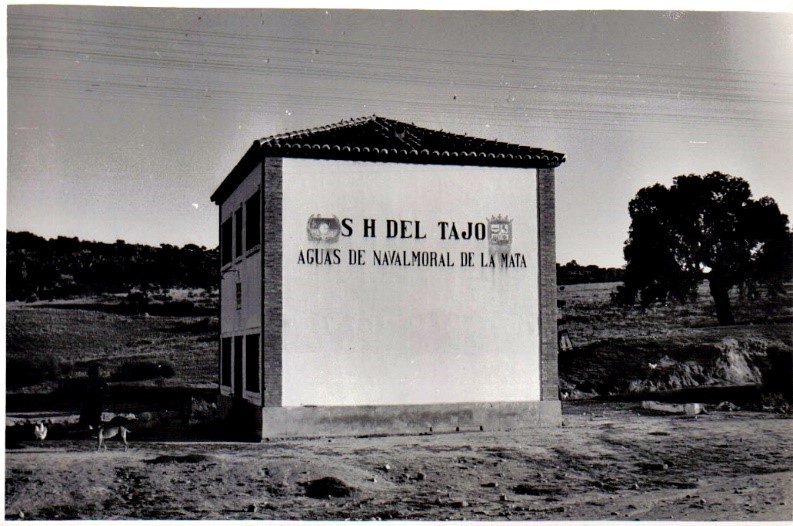 S H DEL TAJO
AGUAS DE NAVALMORAL DE LA MATA